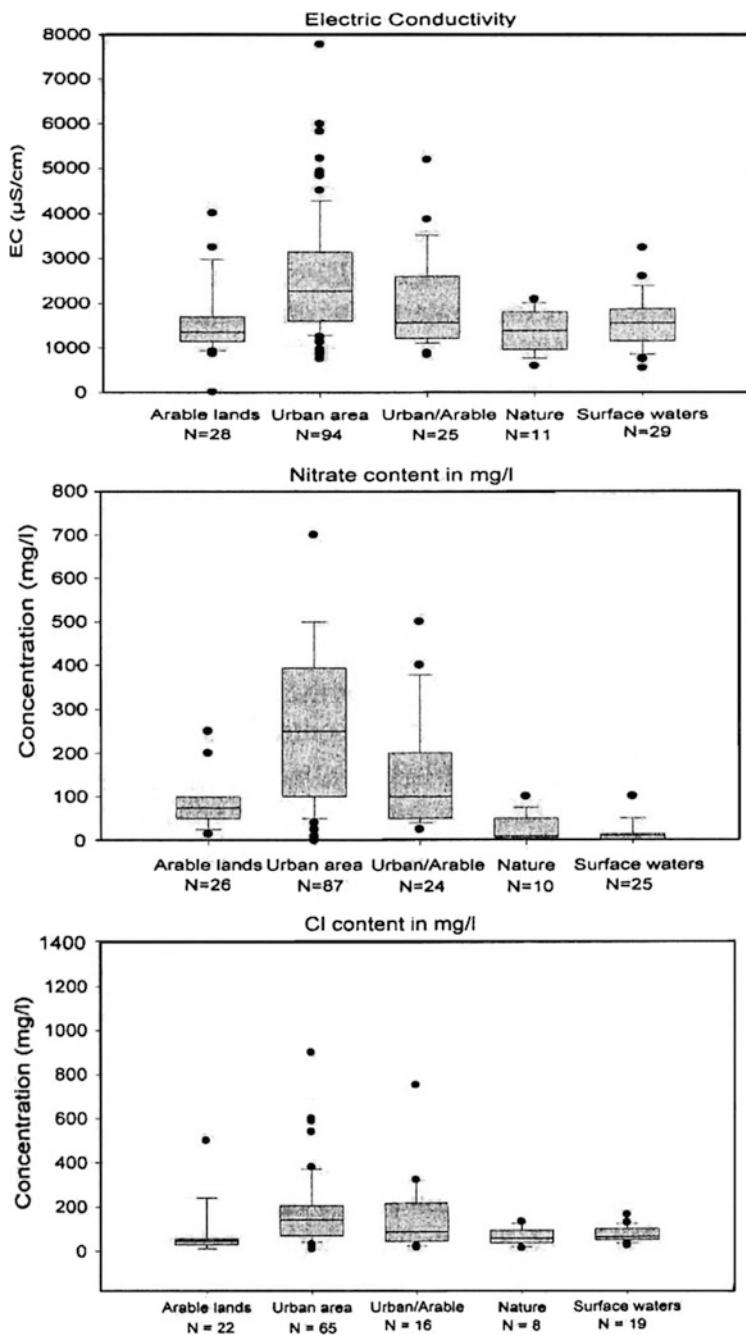 Electric Conductivity
8000
7000
6000
5000
4000
3000
2000
1000
0
EC (µS/cm)
Arable lands Urban area Urban/Arable Nature Surface waters
N=28 N=94 N=25 N=11 N=29
Nitrate content in mg/l
800
700
600
500
400
300
200
100
0
Concentration (mg/l)
Arable lands Urban area Urban/Arable Nature Surface waters
N=26 N=87 N=24 N=10 N=25
Cl content in mg/l
1400
1200
1000
800
600
400
200
0
Concentration (mg/l)
Arable lands Urban area Urban/Arable Nature Surface waters
N = 22 N = 65 N = 16 N = 8 N = 19